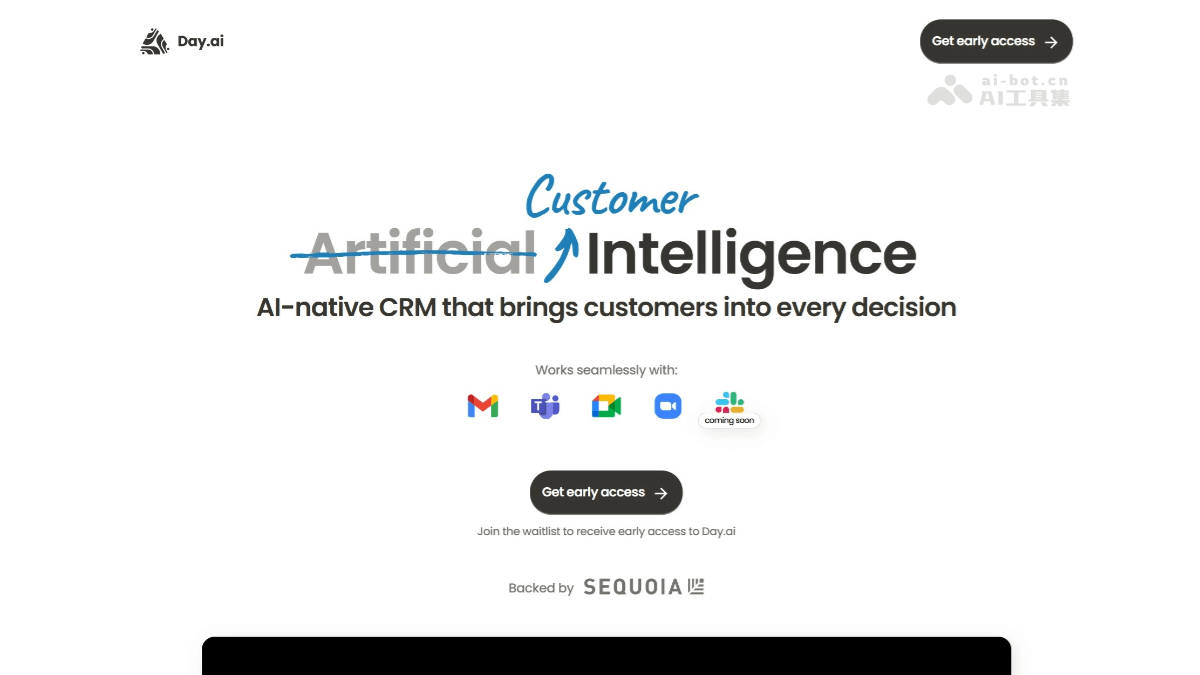 Day.ai
Get early access
ai-bot.cn
AI工具集
Customer
Artificial Intelligence
AI-native CRM that brings customers into every decision
Works seamlessly with:
coming soon
Get early access
Join the waitlist to receive early access to Day.ai
Backed by SEQUOIA